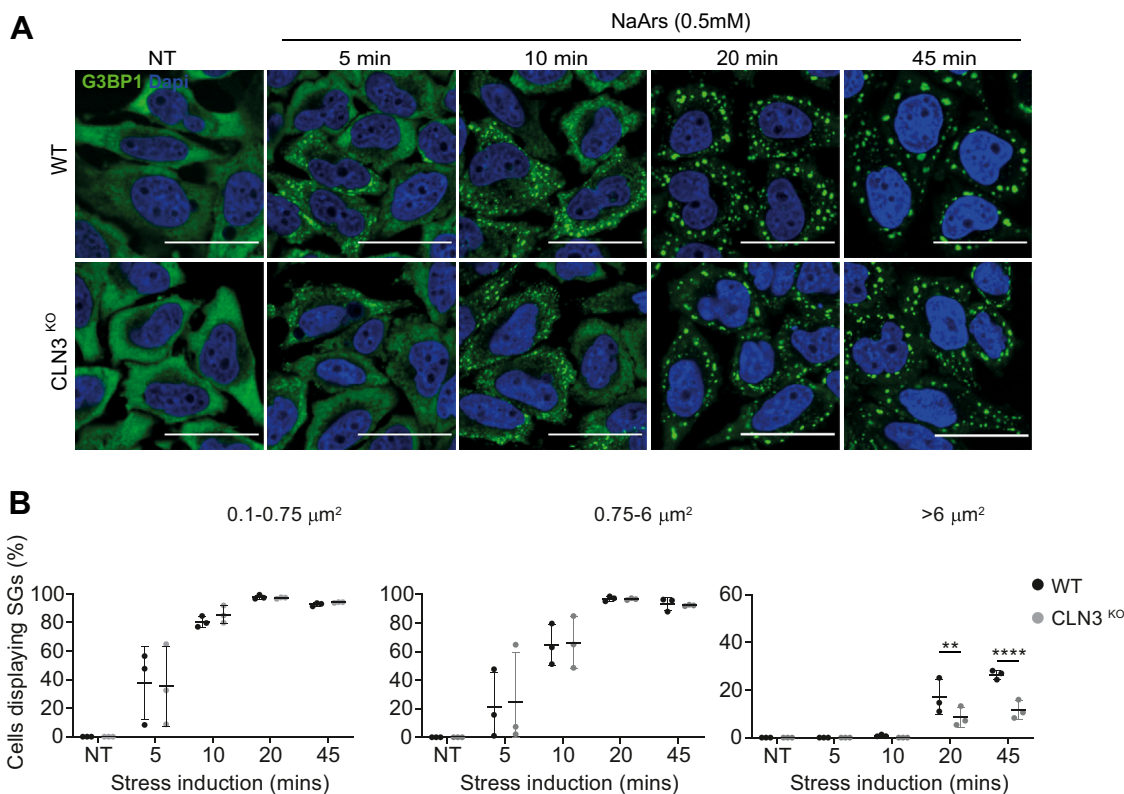 A
NaArs (0.5mM)
NT
5 min
10 min
20 min
45 min
G3BP1 Dapi
WT
CLN3 KO
B
0.1-0.75 µm²
0.75-6 µm²
>6 µm²
Cells displaying SGs (%)
100
80
60
40
20
0
NT 5 10 20 45
Stress induction (mins)
100
80
60
40
20
0
NT 5 10 20 45
Stress induction (mins)
60
40
20
0
** ****
NT 5 10 20 45
Stress induction (mins)
WT
CLN3 KO